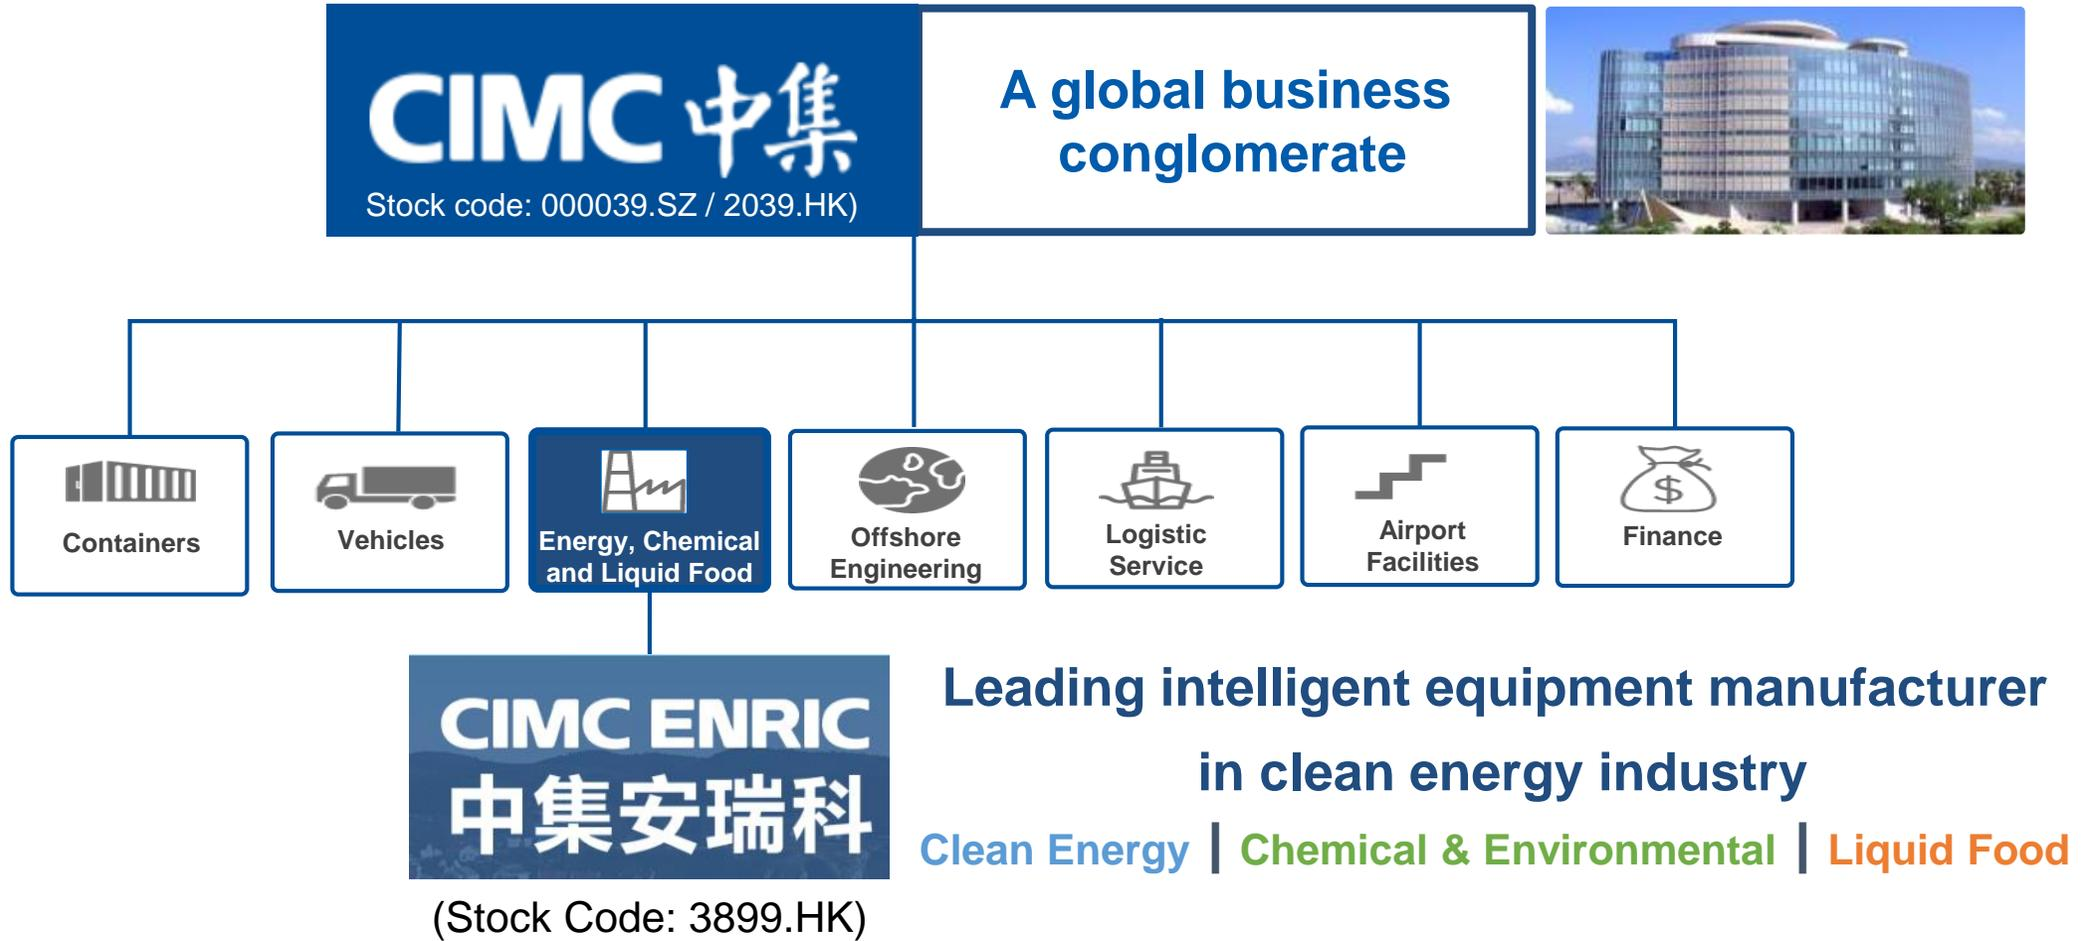 CIMC 中集
Stock code: 000039.SZ / 2039.HK)
A global business
conglomerate
Containers
Vehicles
Energy, Chemical
and Liquid Food
Offshore
Engineering
Logistic
Service
Airport
Facilities
$
Finance
CIMC ENRIC
中集安瑞科
(Stock Code: 3899.HK)
Leading intelligent equipment manufacturer
in clean energy industry
Clean Energy | Chemical & Environmental | Liquid Food